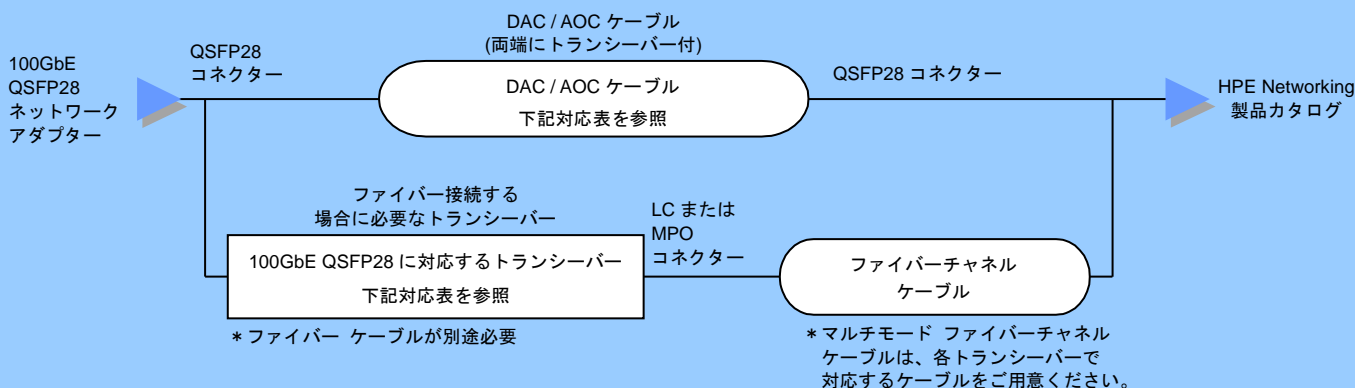 DAC / AOC ケーブル
(両端にトランシーバー付)
100GbE
QSFP28
ネットワーク
アダプター
QSFP28
コネクター
DAC / AOC ケーブル
下記対応表を参照
QSFP28 コネクター
HPE Networking
製品カタログ
ファイバー接続する
場合に必要なトランシーバー
100GbE QSFP28 に対応するトランシーバー
下記対応表を参照
*ファイバー ケーブルが別途必要
LC または
MPO
コネクター
ファイバーチャネル
ケーブル
*マルチモード ファイバーチャネル
ケーブルは、各トランシーバーで
対応するケーブルをご用意ください。